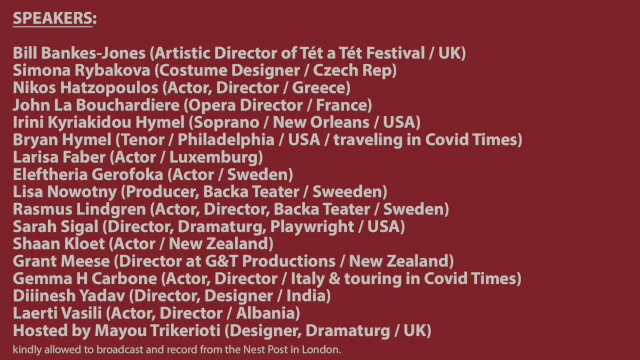 SPEAKERS:
Bill Bankes-Jones (Artistic Director of Tét a Tét Festival / UK)
Simona Rybakova (Costume Designer / Czech Rep)
Nikos Hatzopoulos (Actor, Director / Greece)
John La Bouchardiere (Opera Director / France)
Irini Kyriakidou Hymel (Soprano / New Orleans / USA)
Bryan Hymel (Tenor / Philadelphia / USA / traveling in Covid Times)
Larisa Faber (Actor / Luxemburg)
Eleftheria Gerofoka (Actor / Sweden)
Lisa Nowotny (Producer, Backa Teater / Sweeden)
Rasmus Lindgren (Actor, Director, Backa Teater / Sweden)
Sarah Sigal (Director, Dramaturg, Playwright / USA)
Shaan Kloet (Actor / New Zealand)
Grant Meese (Director at G&T Productions / New Zealand)
Gemma H Carbone (Actor, Director / Italy & touring in Covid Times)
Diiinesh Yadav (Director, Designer / India)
Laerti Vasili (Actor, Director / Albania)
Hosted by Mayou Trikerioti (Designer, Dramaturg / UK)
kindly allowed to broadcast and record from the Nest Post in London.